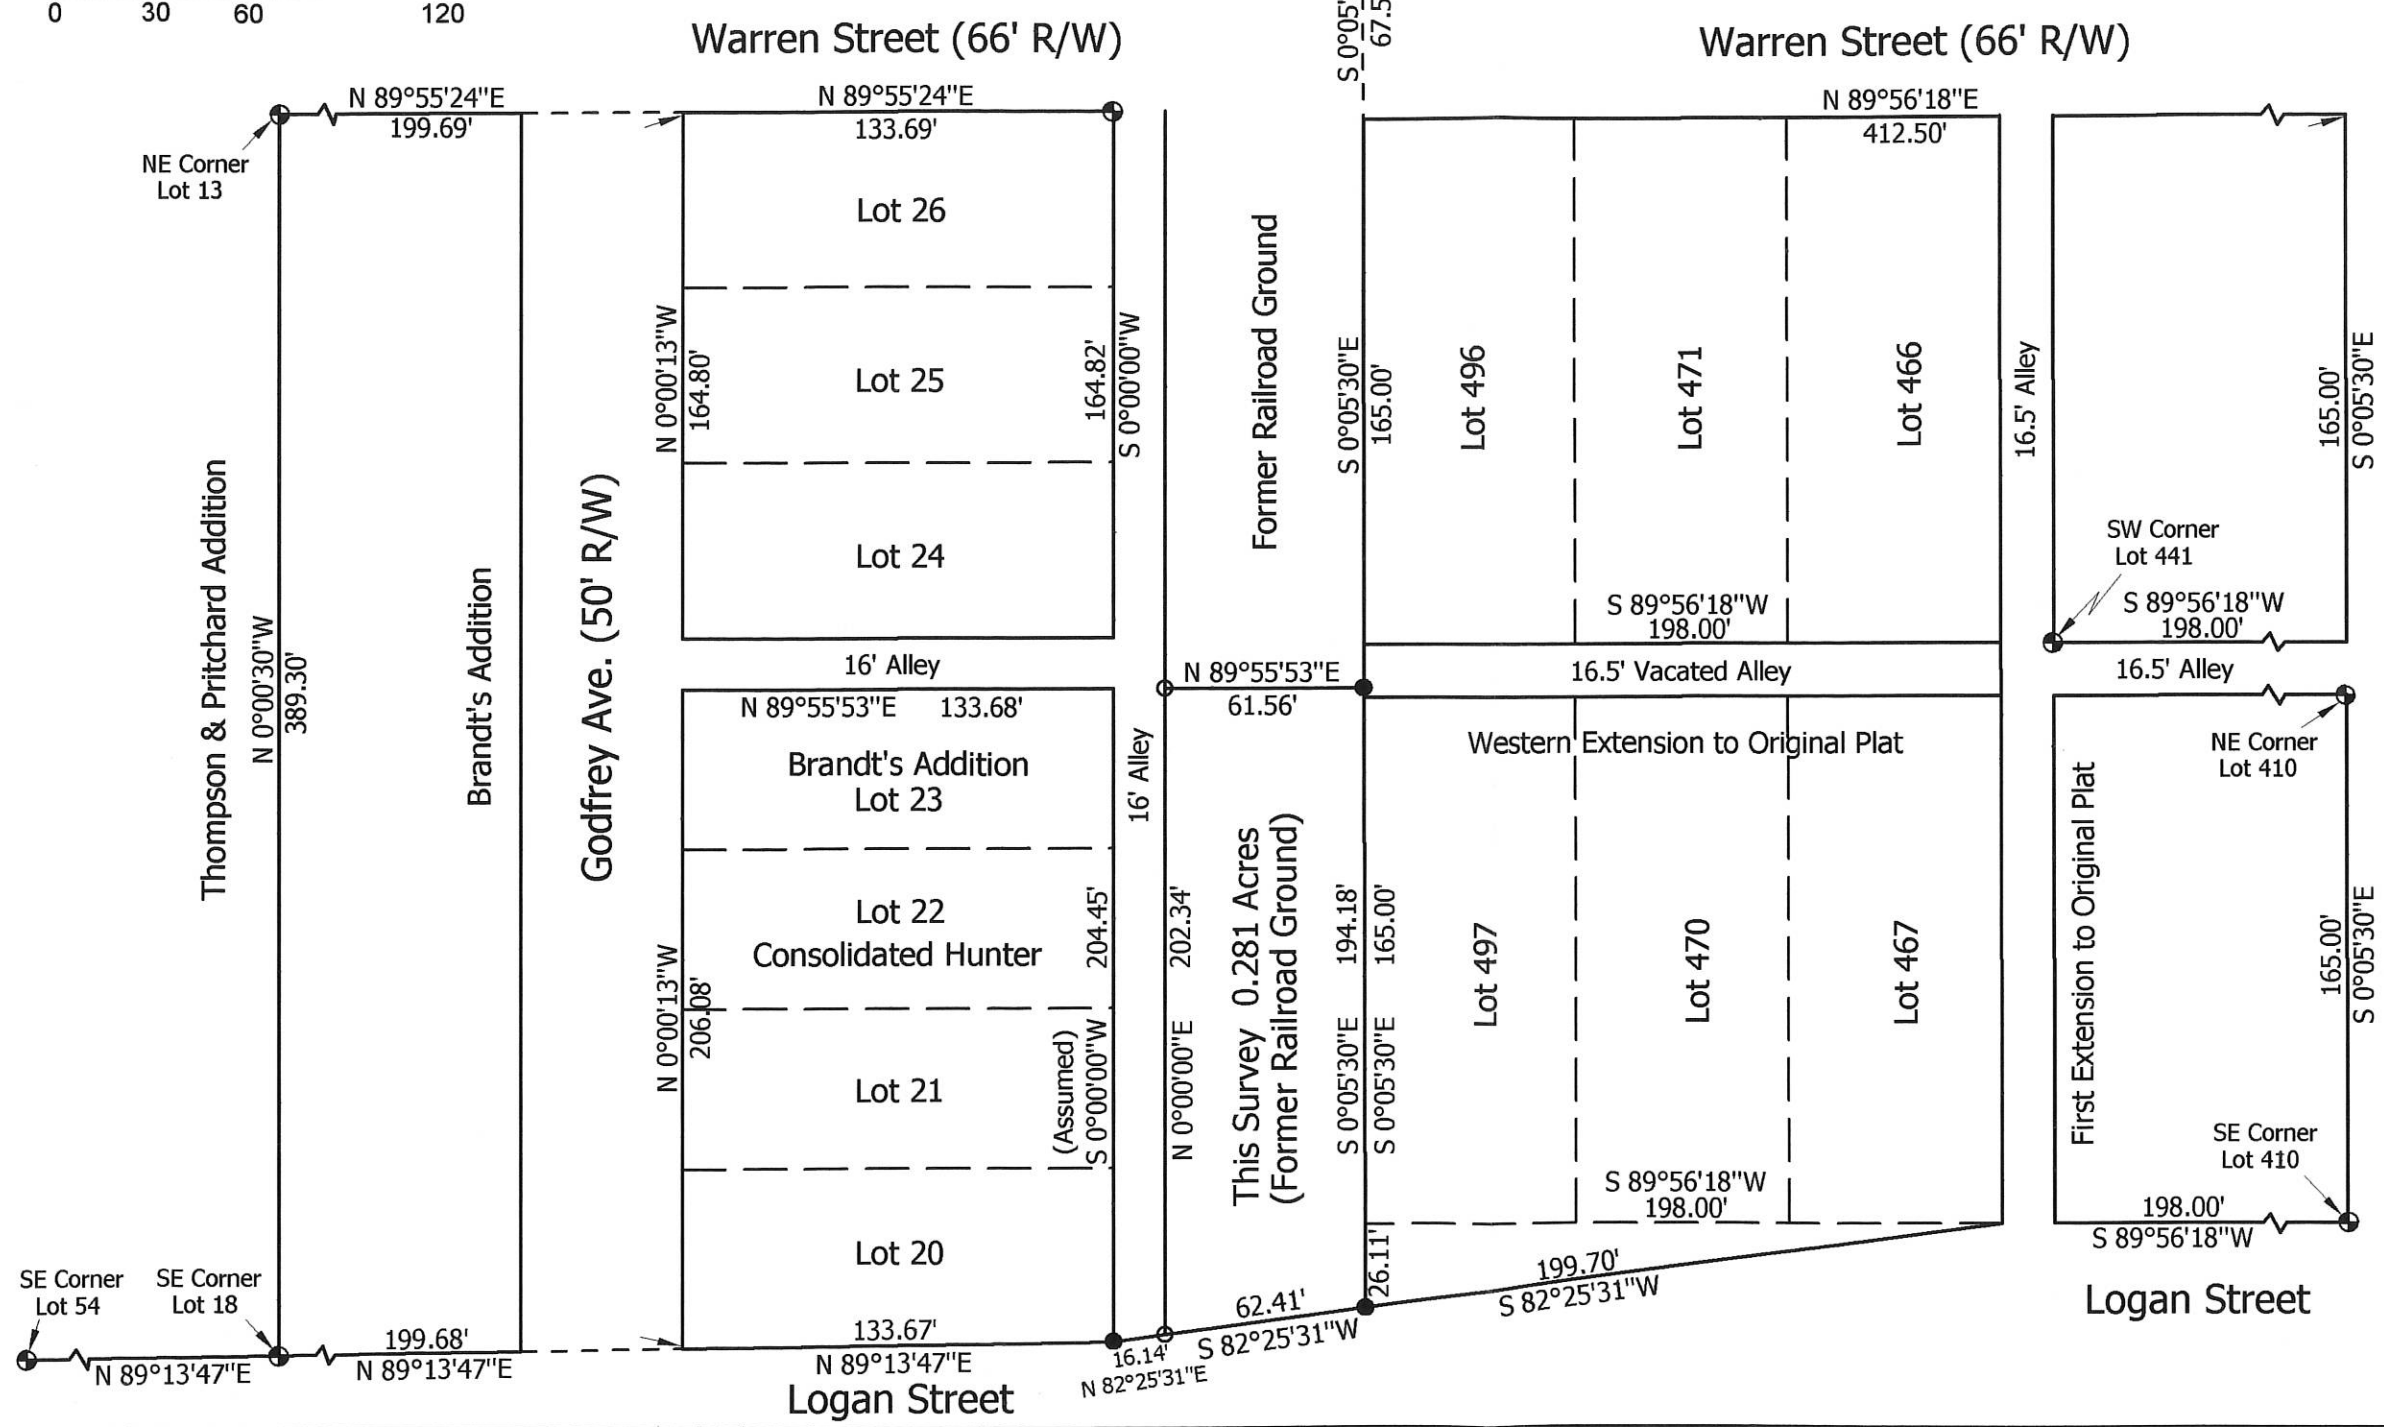 0 30 60 120
Warren Street (66' R/W)
S 0°05'
67.5
Warren Street (66' R/W)
N 89°55'24"E
199.69'
N 89°55'24"E
133.69'
N 89°56'18"E
412.50'
NE Corner
Lot 13
Lot 26
Lot 25
Lot 24
N 0°00'13"W
164.80'
164.82'
S 0°00'00"W
Former Railroad Ground
S 0°05'30"E
165.00'
Lot 496
Lot 471
Lot 466
16.5' Alley
165.00'
S 0°05'30"E
SW Corner
Lot 441
S 89°56'18"W
198.00'
S 89°56'18"W
198.00'
Thompson & Pritchard Addition
N 0°00'30"W
389.30'
Brandt's Addition
Godfrey Ave. (50' R/W)
16' Alley
N 89°55'53"E
61.56'
16.5' Vacated Alley
16.5' Alley
N 89°55'53"E 133.68'
Brandt's Addition
Lot 23
16' Alley
Western Extension to Original Plat
NE Corner
Lot 410
Lot 22
Consolidated Hunter
N 0°00'13"W
206.08'
204.45'
(Assumed)
S 0°00'00"W
202.34'
N 0°00'00"E
This Survey 0.281 Acres
(Former Railroad Ground)
194.18'
S 0°05'30"E
165.00'
S 0°05'30"E
Lot 497
Lot 470
Lot 467
First Extension to Original Plat
165.00'
S 0°05'30"E
Lot 21
Lot 20
SE Corner
Lot 410
S 89°56'18"W
198.00'
198.00'
S 89°56'18"W
SE Corner
Lot 54
SE Corner
Lot 18
199.68'
N 89°13'47"E
N 89°13'47"E
133.67'
N 89°13'47"E
16.14'
N 82°25'31"E
62.41'
S 82°25'31"W
26.11'
199.70'
S 82°25'31"W
Logan Street
Logan Street